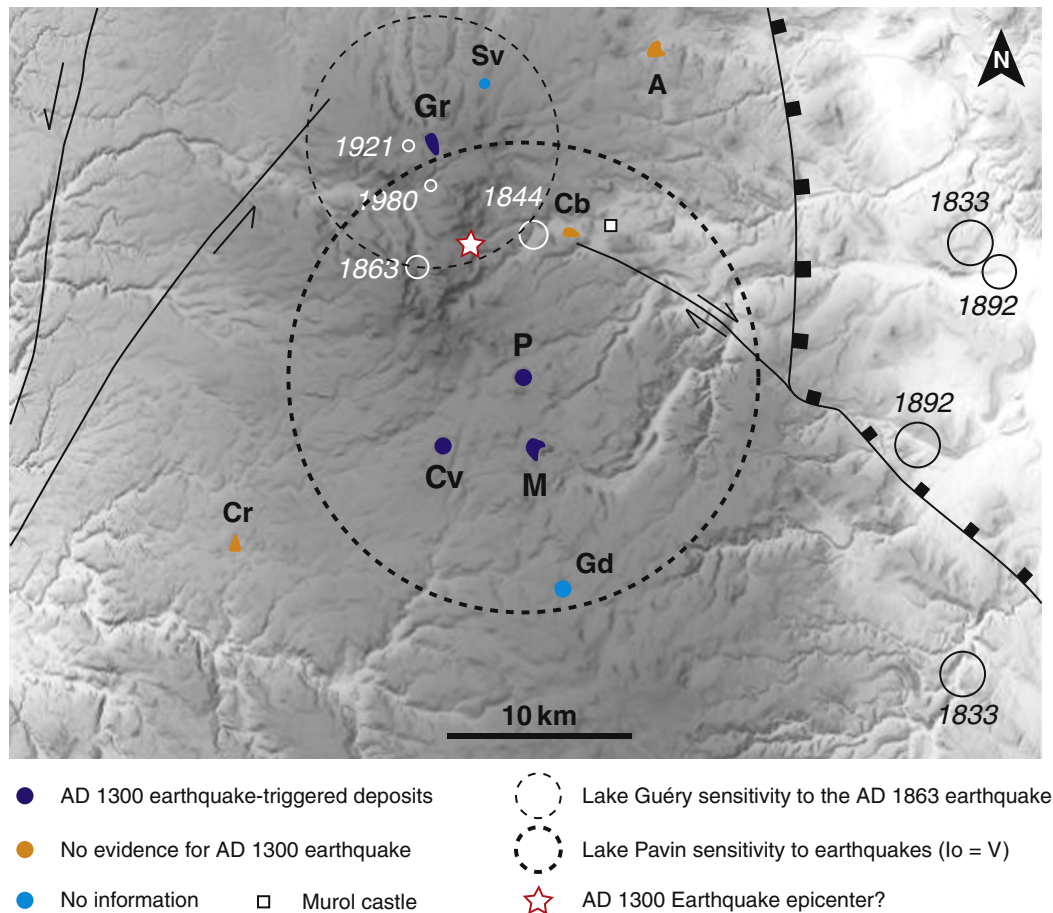 Sv
A
N
Gr
1921
1980
1844
Cb
1833
1863
1892
P
1892
Cv
M
Cr
Gd
10 km
1833
AD 1300 earthquake-triggered deposits
Lake Guéry sensitivity to the AD 1863 earthquake
No evidence for AD 1300 earthquake
Lake Pavin sensitivity to earthquakes (Io = V)
No information
Murol castle
AD 1300 Earthquake epicenter?